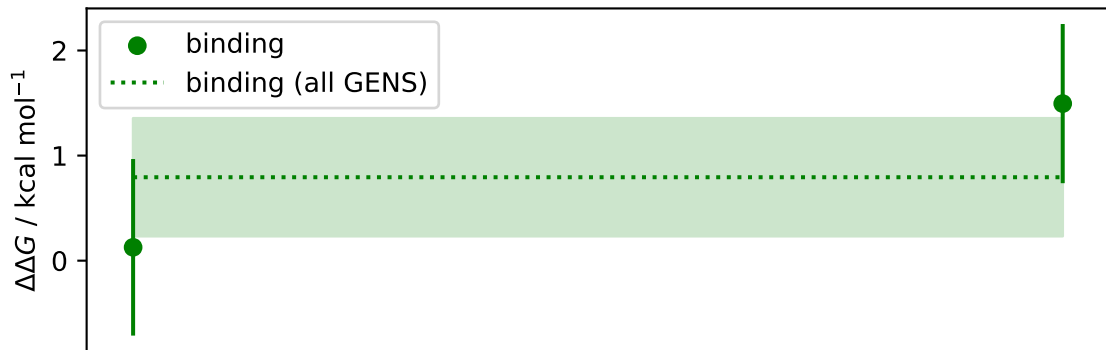 binding
binding (all GENS)
2
1
0
ΔΔG / kcal mol⁻¹